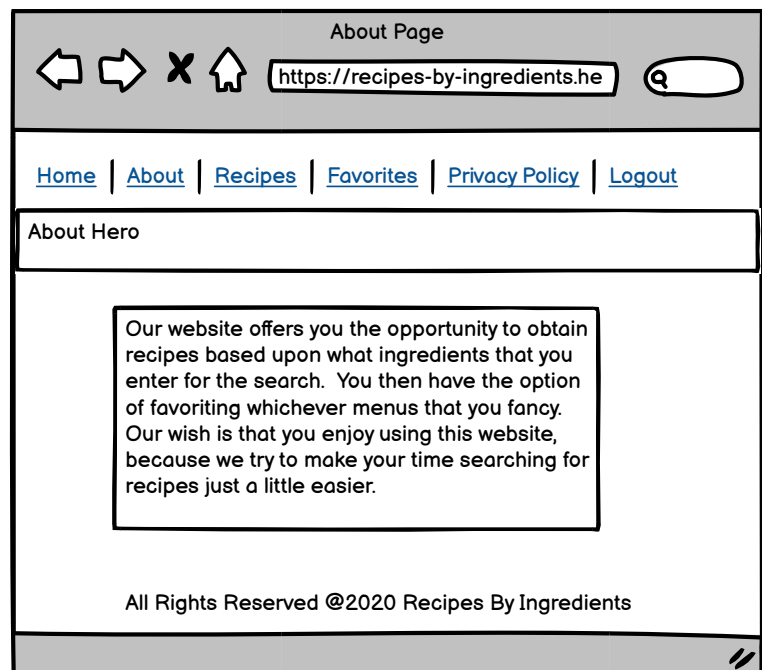 About Page
https://recipes-by-ingredients.he
Home About Recipes Favorites Privacy Policy Logout
About Hero
Our website offers you the opportunity to obtain
recipes based upon what ingredients that you
enter for the search. You then have the option
of favoriting whichever menus that you fancy.
Our wish is that you enjoy using this website,
because we try to make your time searching for
recipes just a little easier.
All Rights Reserved @2020 Recipes By Ingredients